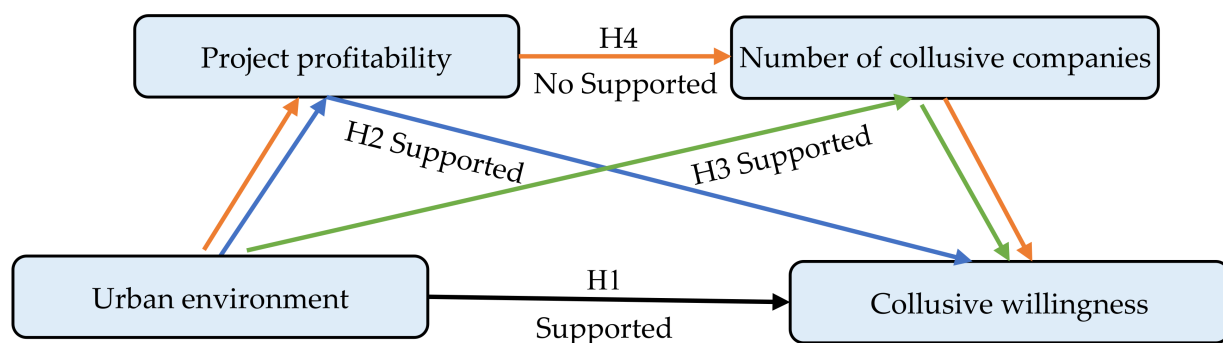 Project profitability
H4
No Supported
Number of collusive companies
H2 Supported
H3 Supported
Urban environment
H1
Supported
Collusive willingness